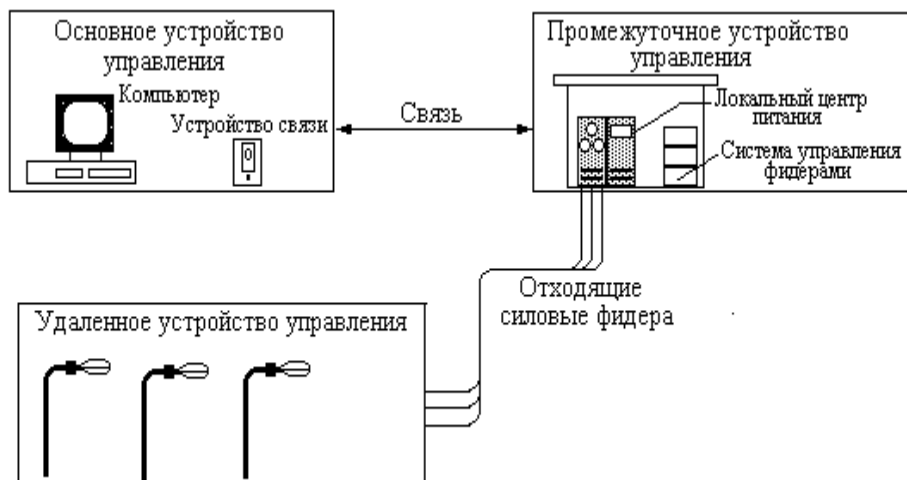 Основное устройство
управления
Компьютер
Устройство связи
Связь
Промежуточное устройство
управления
Локальный центр
питания
Система управления
фидерами
Отходящие
силовые фидера
Удаленное устройство управления